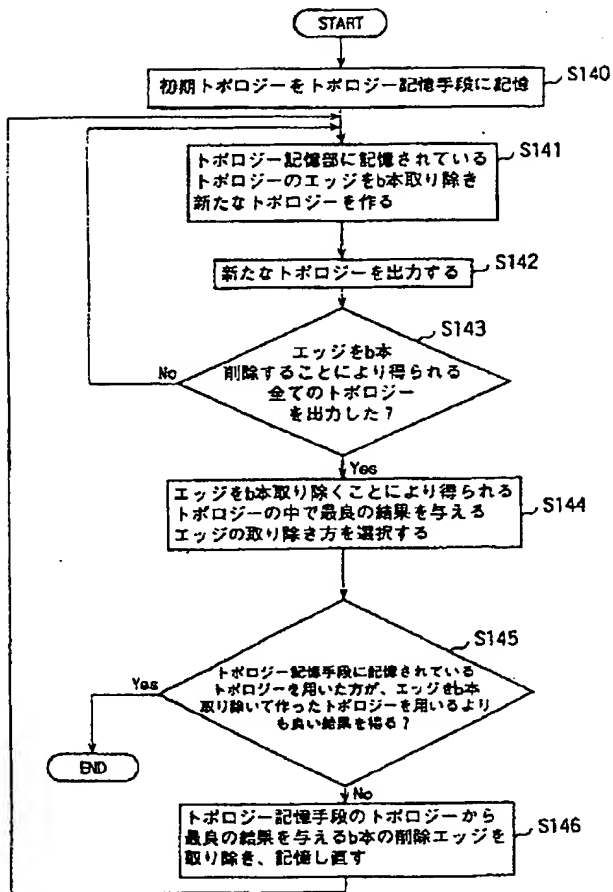 START
初期トポロジーをトポロジー記憶手段に記憶
S140
トポロジー記憶部に記憶されている
トポロジーのエッジをb本取り除き
新たなトポロジーを作る
S141
新たなトポロジーを出力する
S142
エッジをb本
削除することにより得られる
全てのトポロジー
を出力した?
S143
No
Yes
エッジをb本取り除くことにより得られる
トポロジーの中で最良の結果を与える
エッジの取り除き方を選択する
S144
トポロジー記憶手段に記憶されている
トポロジーを用いた方が、エッジをb本
取り除いて作ったトポロジーを用いるより
も良い結果を得る?
S145
Yes
END
No
トポロジー記憶手段のトポロジーから
最良の結果を与えるb本の削除エッジを
取り除き、記憶し直す
S146